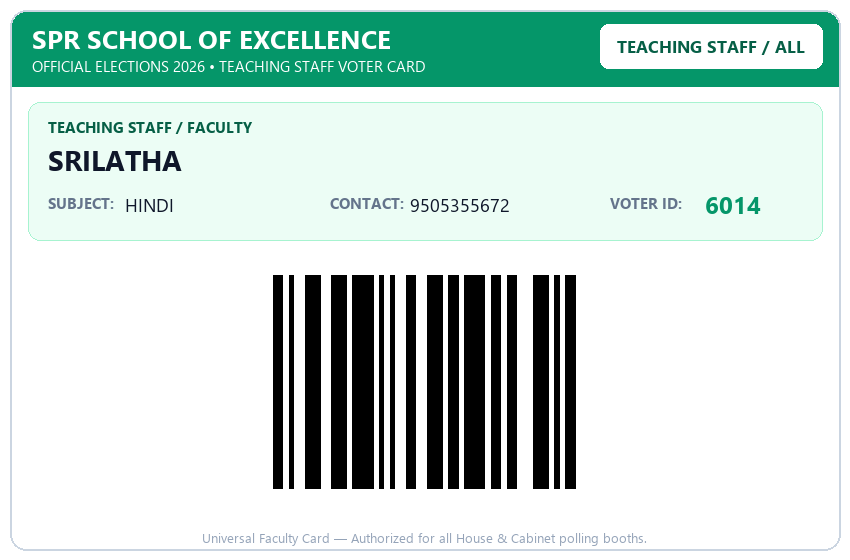 SPR SCHOOL OF EXCELLENCE
OFFICIAL ELECTIONS 2026 • TEACHING STAFF VOTER CARD
TEACHING STAFF / ALL
TEACHING STAFF / FACULTY
SRILATHA
SUBJECT: HINDI CONTACT: 9505355672 VOTER ID: 6014
Universal Faculty Card — Authorized for all House & Cabinet polling booths.